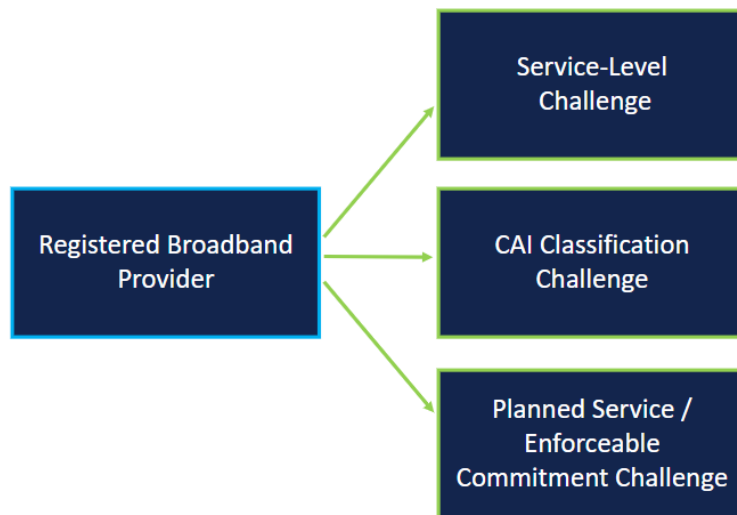 Service-Level
Challenge
Registered Broadband
Provider
CAI Classification
Challenge
Planned Service /
Enforceable
Commitment Challenge